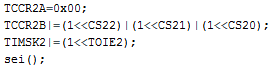 TCCR2A=0x00;
TCCR2B|=(1<<CS22)|(1<<CS21)|(1<<CS20);
TIMSK2|=(1<<TOIE2);
sei();